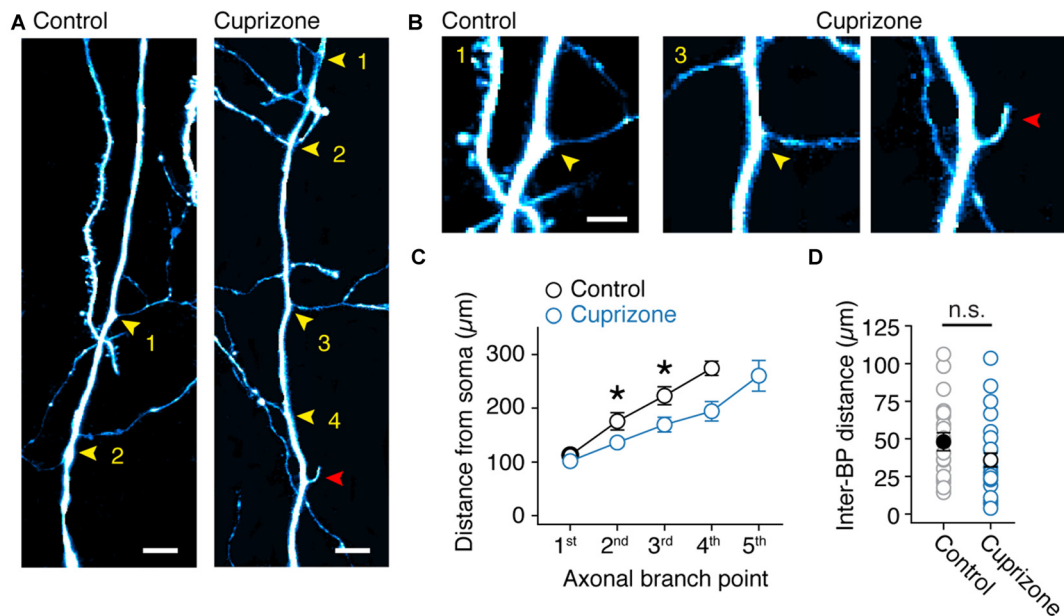 A Control Cuprizone
1
2
1
2
3
4
B Control Cuprizone
1
3
C
Control
Cuprizone
Distance from soma (µm)
300
200
100
0
1st 2nd 3rd 4th 5th
Axonal branch point
* *
D
n.s.
Inter-BP distance (µm)
125
100
75
50
25
0
Control
Cuprizone